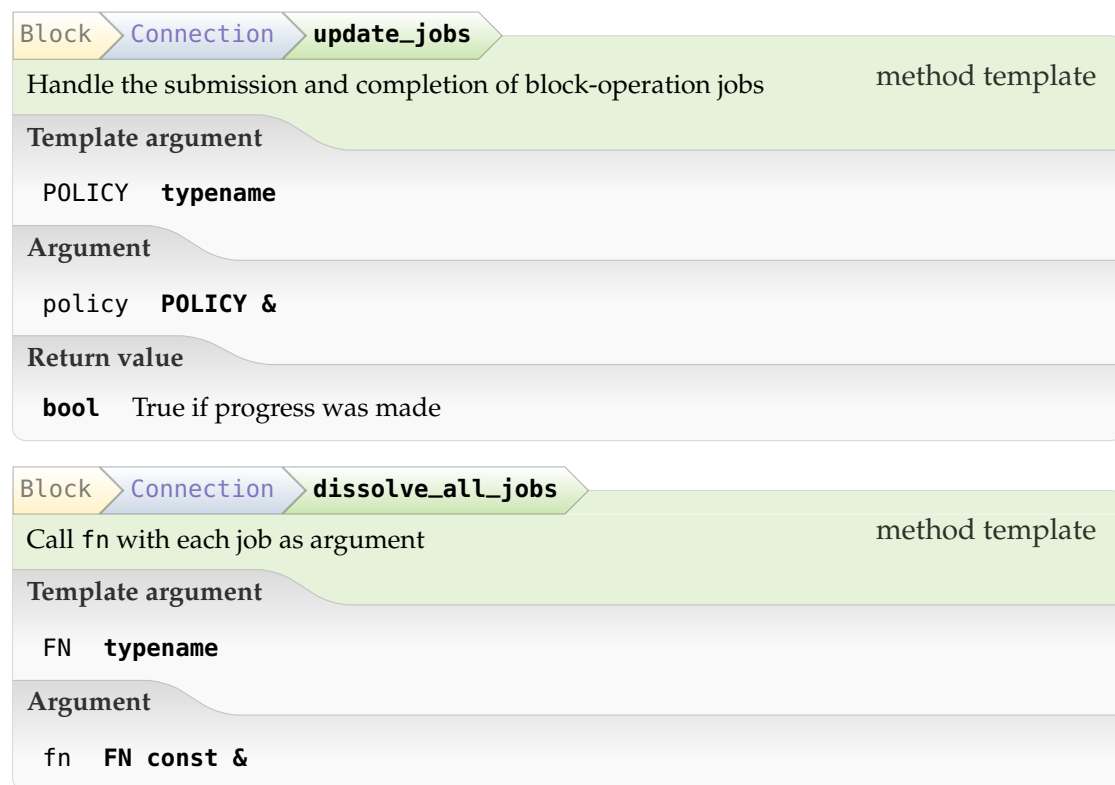 Block Connection update_jobs
Handle the submission and completion of block-operation jobs method template
Template argument
POLICY typename
Argument
policy POLICY &
Return value
bool True if progress was made
Block Connection dissolve_all_jobs
Call fn with each job as argument method template
Template argument
FN typename
Argument
fn FN const &